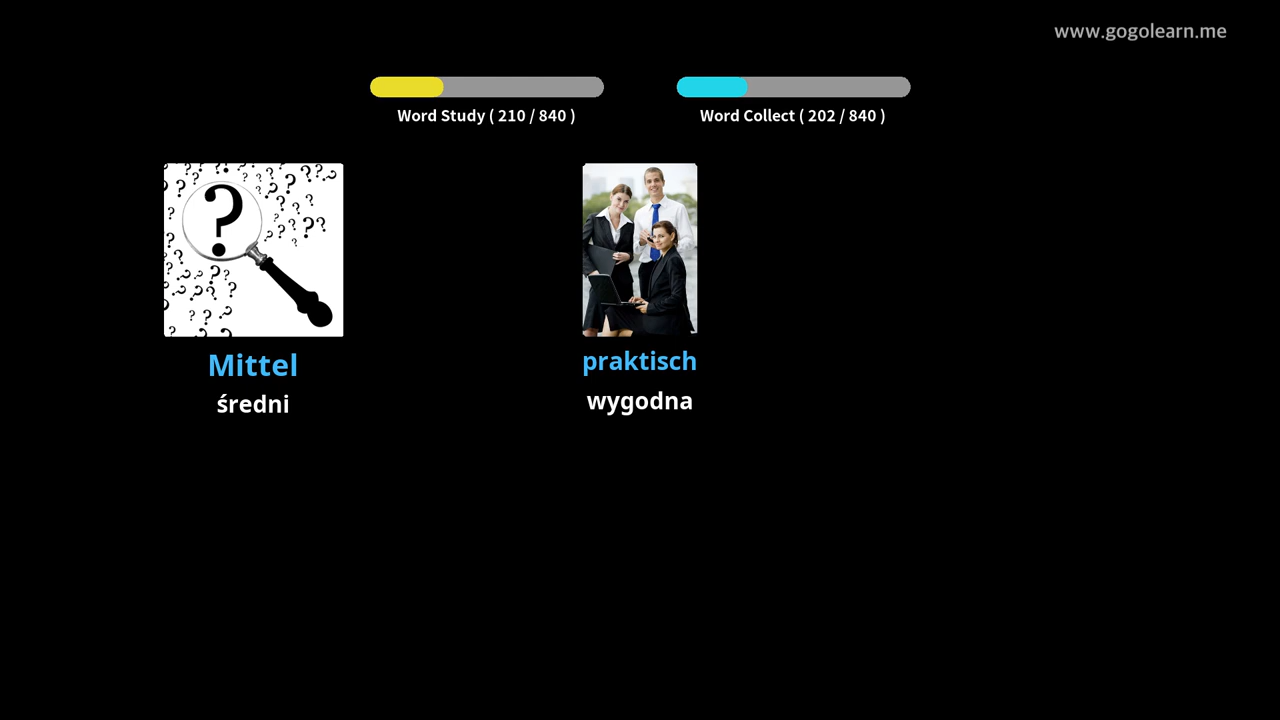 www.gogolearn.me
Word Study ( 210 / 840 )
Word Collect ( 202 / 840 )
Mittel
średni
praktisch
wygodna